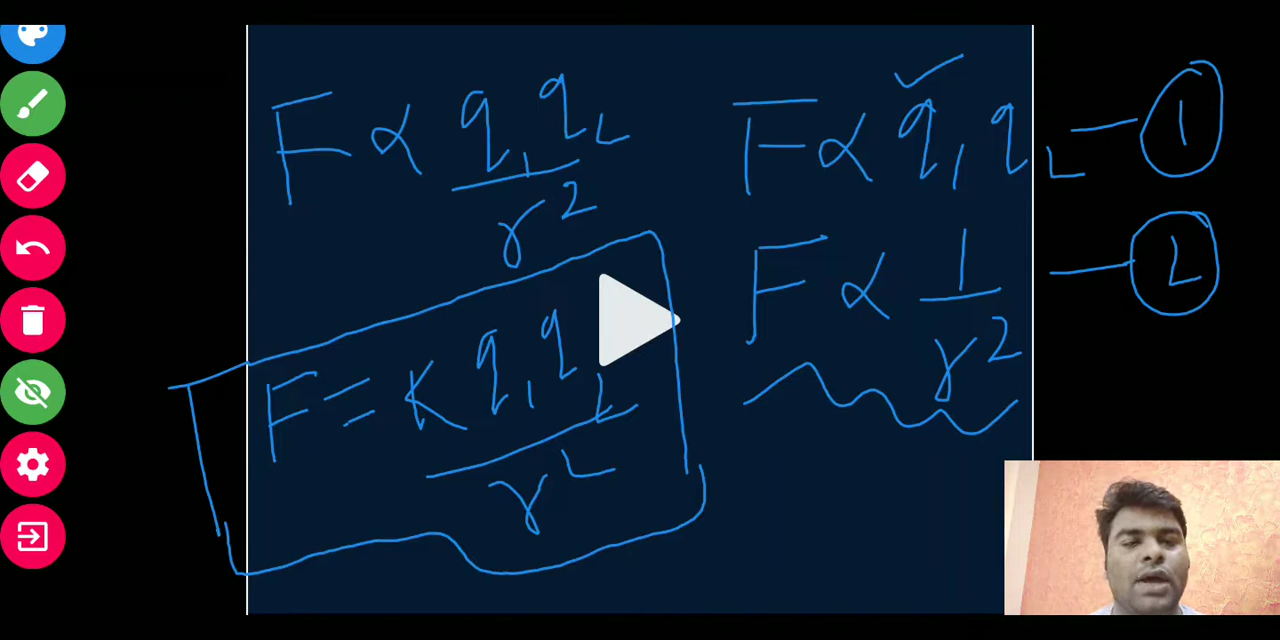 F ∝ q₁q₂/r²
F = K q₁q₂/r²
F ∝ q₁q₂ — ①
F ∝ 1/r² — ②